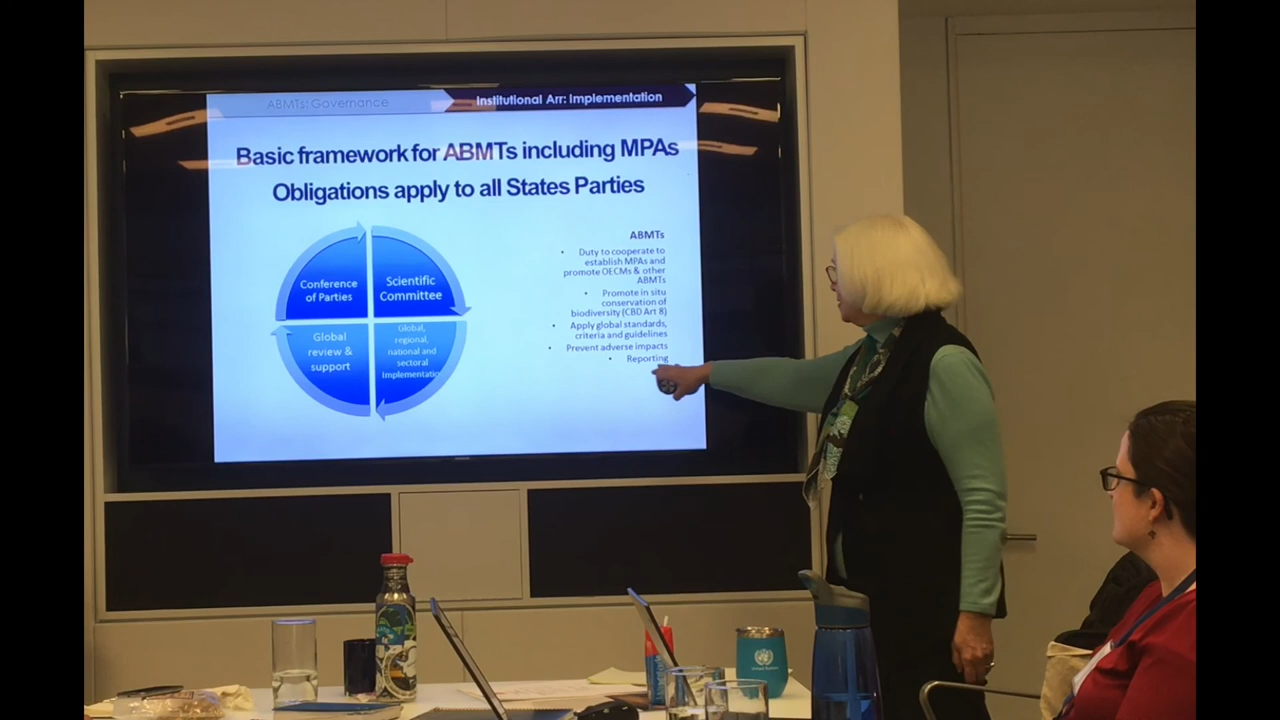 ABMTs: Governance
Institutional Arr: Implementation
Basic framework for ABMTs including MPAs
Obligations apply to all States Parties
Conference
of Parties
Scientific
Committee
Global
review &
support
Global,
regional,
national and
sectoral
Implementatio
ABMTs
• Duty to cooperate to
establish MPAs and
promote OECMs & other
ABMTs
• Promote in situ
conservation of
biodiversity (CBD Art 8)
• Apply global standards,
criteria and guidelines
• Prevent adverse impacts
• Reporting
United Nations